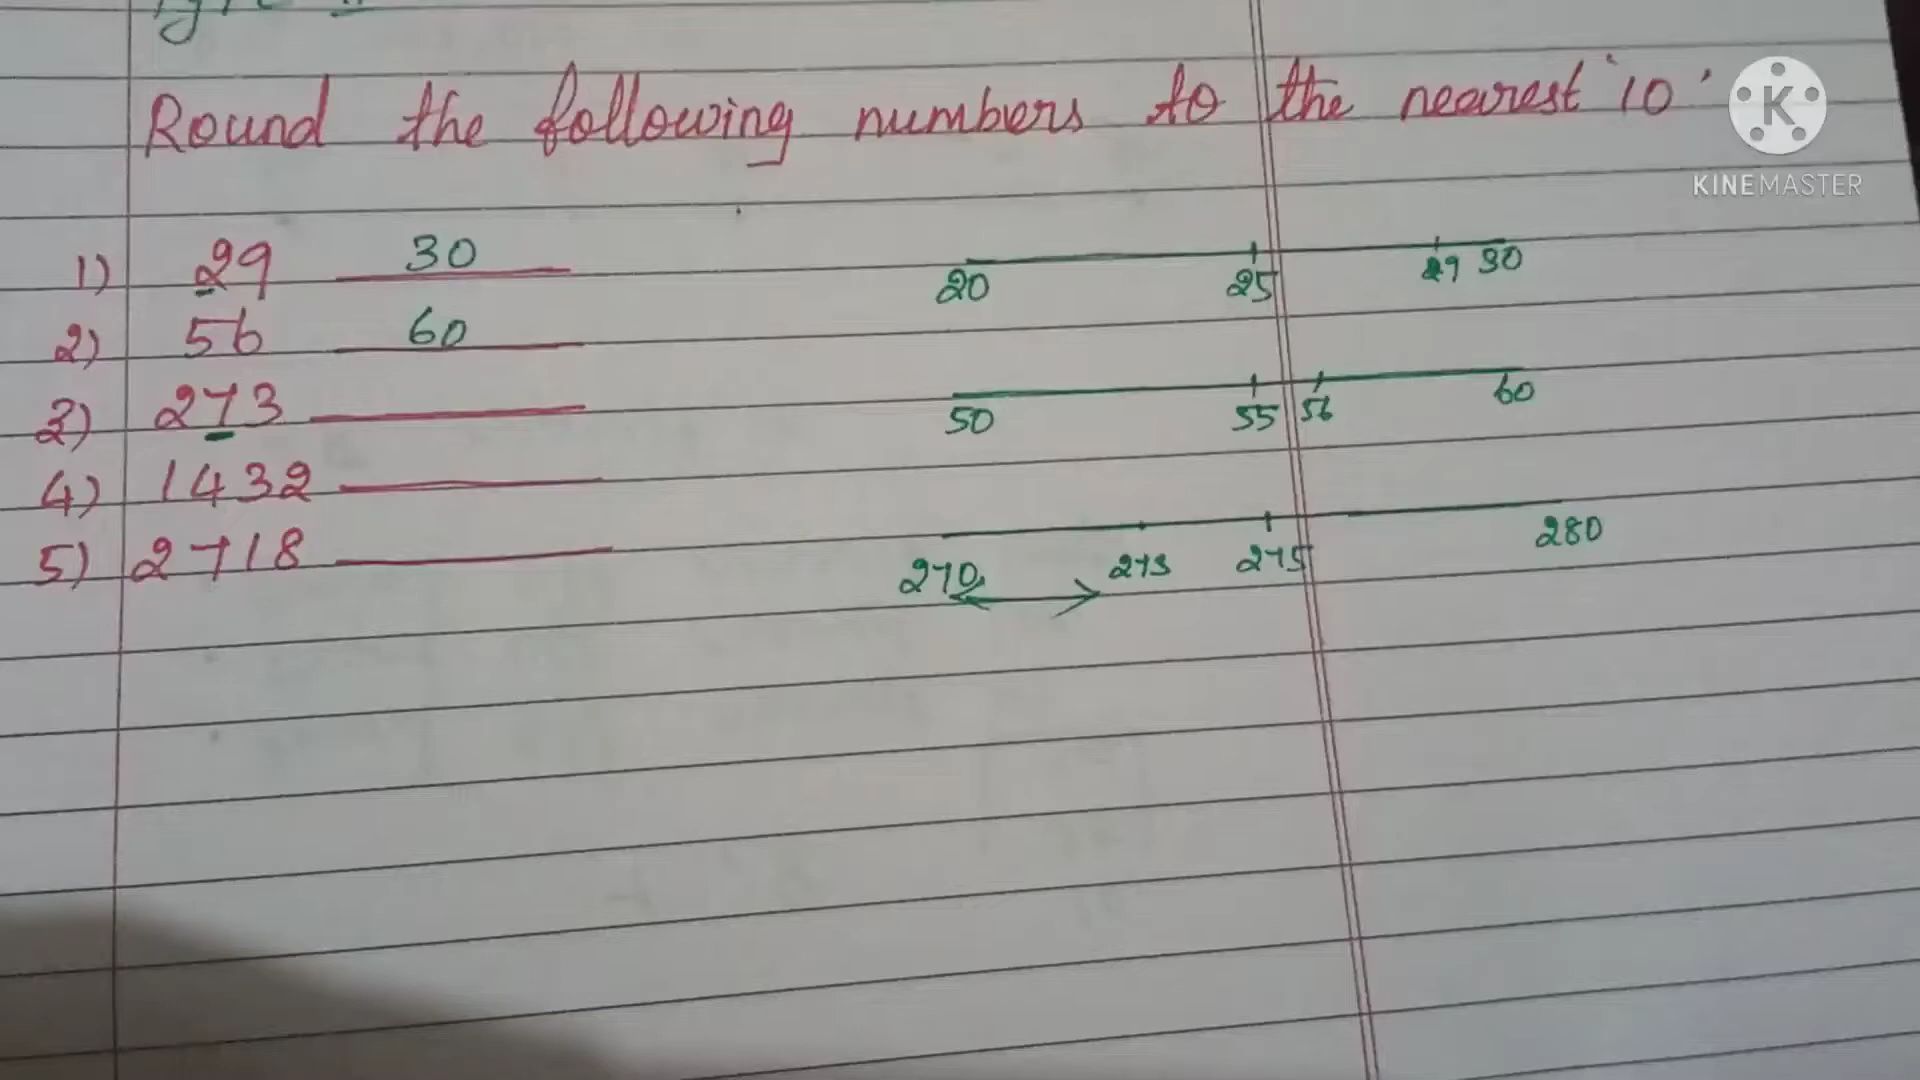 Round the following numbers to the nearest '10'
KINEMASTER
1) 29 30
2) 56 60
3) 273
4) 1432
5) 2718
20 25 29 30
50 55 56 60
270 273 275 280